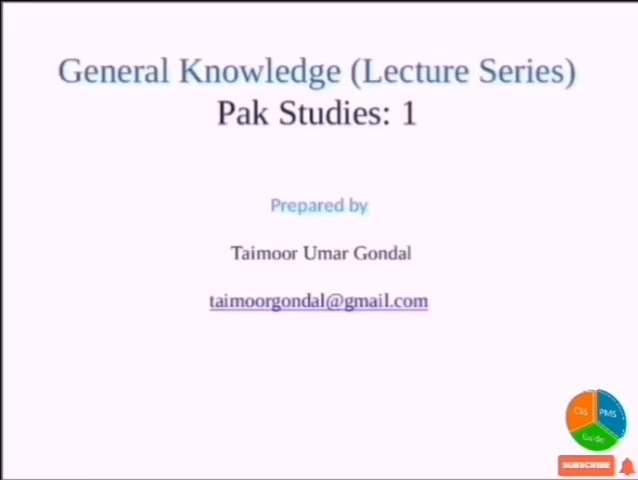 General Knowledge (Lecture Series)
Pak Studies: 1
Prepared by
Taimoor Umar Gondal
taimoorgondal@gmail.com
CSS
PMS
Guide
SUBSCRIBE